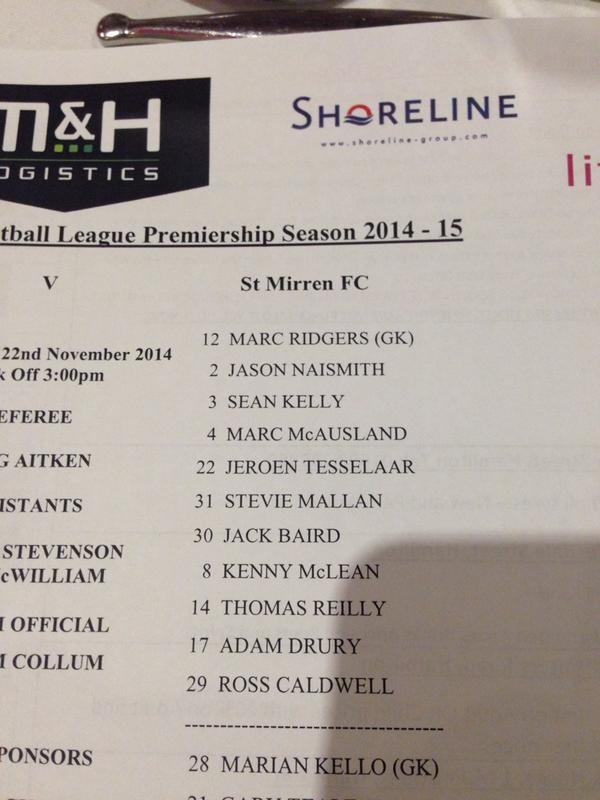 M&H
OGISTICS
SHORELINE
www.shoreline-group.com
li
tball League Premiership Season 2014 - 15
V
St Mirren FC
22nd November 2014
k Off 3:00pm
EFEREE
G AITKEN
ISTANTS
STEVENSON
cWILLIAM
H OFFICIAL
M COLLUM
PONSORS
12 MARC RIDGERS (GK)
2 JASON NAISMITH
3 SEAN KELLY
4 MARC McAUSLAND
22 JEROEN TESSELAAR
31 STEVIE MALLAN
30 JACK BAIRD
8 KENNY McLEAN
14 THOMAS REILLY
17 ADAM DRURY
29 ROSS CALDWELL
28 MARIAN KELLO (GK)